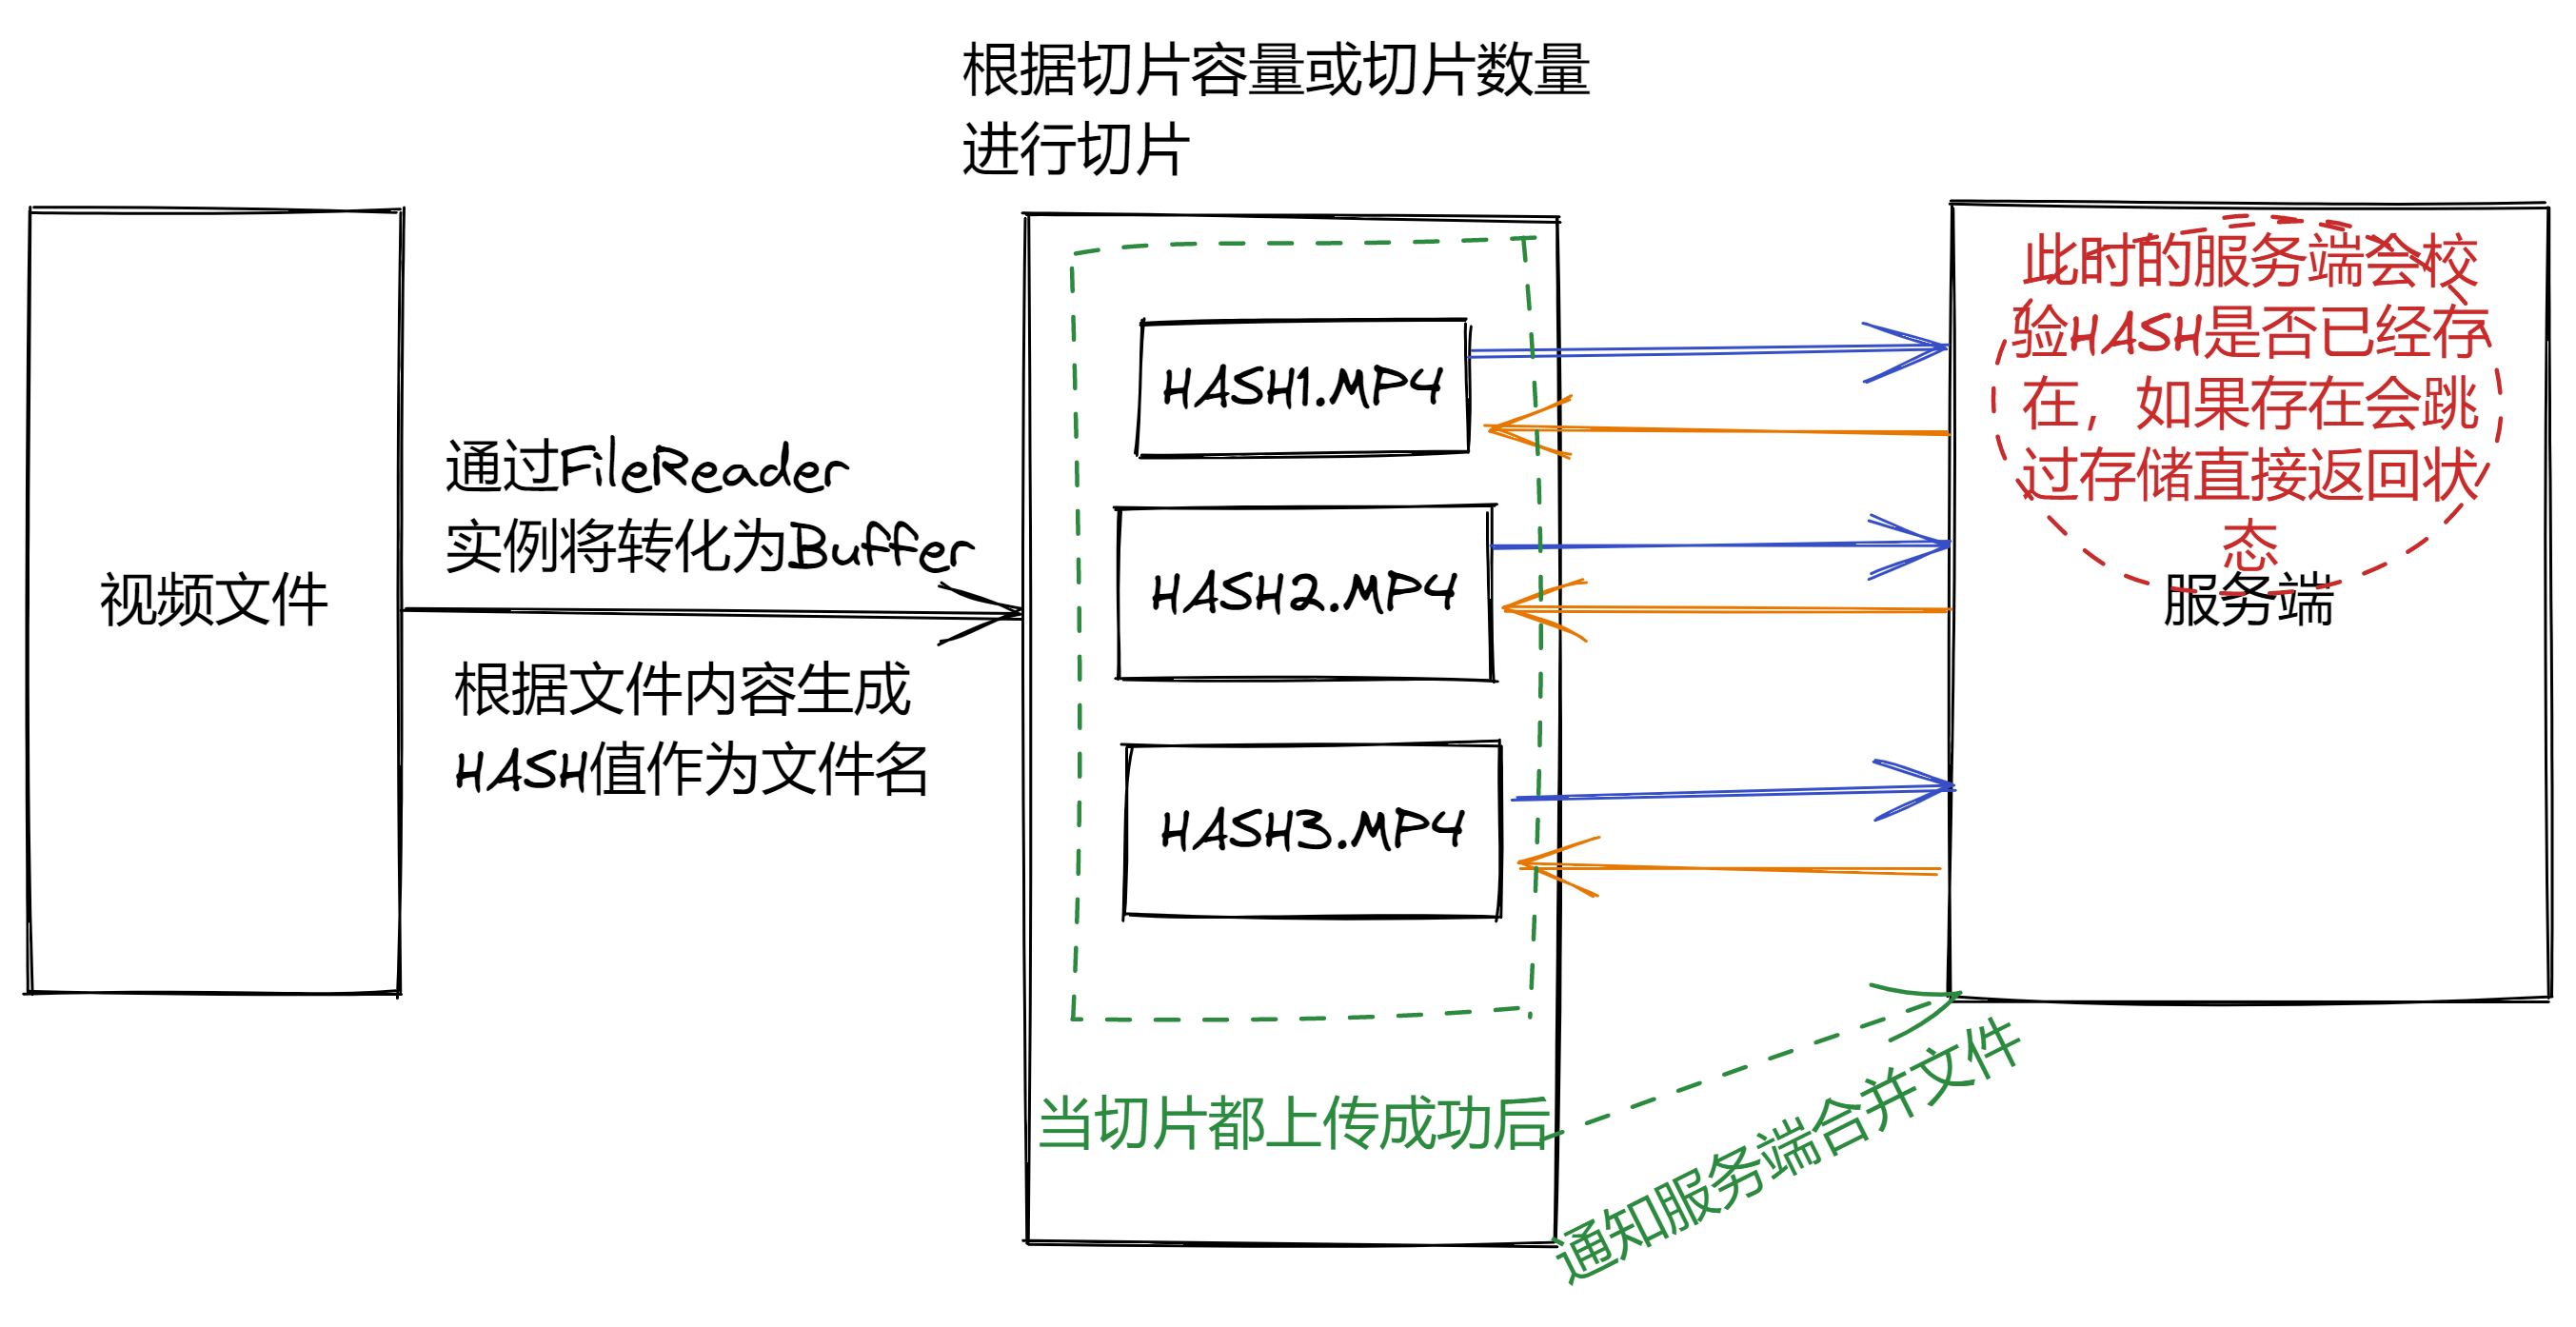 根据切片容量或切片数量
进行切片
视频文件
通过FileReader
实例将转化为Buffer
根据文件内容生成
HASH值作为文件名
HASH1.MP4
HASH2.MP4
HASH3.MP4
当切片都上传成功后
通知服务端合并文件
此时的服务端会校
验HASH是否已经存
在，如果存在会跳
过存储直接返回状
态
服务端